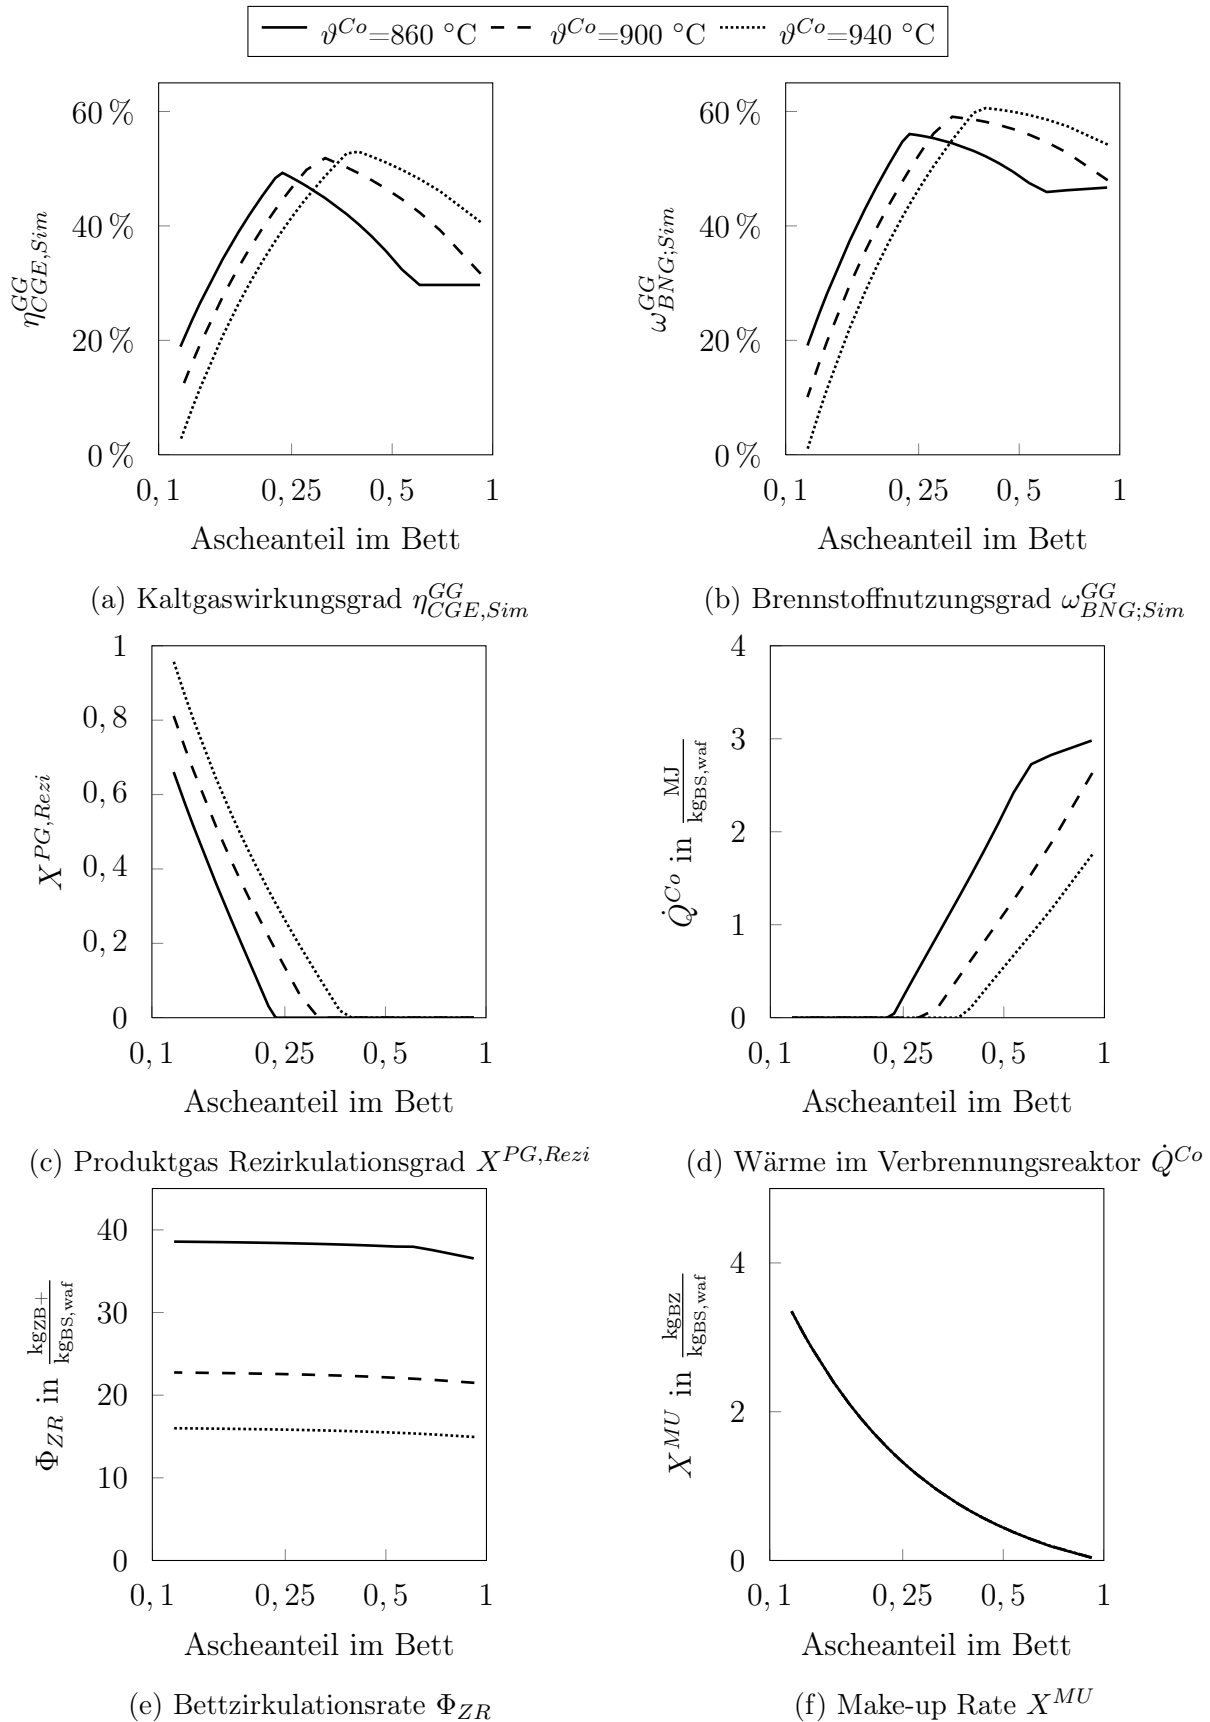 ϑ^Co=860 °C ϑ^Co=900 °C ϑ^Co=940 °C
60 %
40 %
20 %
0 %
η^GG_CGE,Sim
0,1 0,25 0,5 1
Ascheanteil im Bett
(a) Kaltgaswirkungsgrad η^GG_CGE,Sim
60 %
40 %
20 %
0 %
ω^GG_BNG;Sim
0,1 0,25 0,5 1
Ascheanteil im Bett
(b) Brennstoffnutzungsgrad ω^GG_BNG;Sim
1
0,8
0,6
0,4
0,2
0
X^PG,Rezi
0,1 0,25 0,5 1
Ascheanteil im Bett
(c) Produktgas Rezirkulationsgrad X^PG,Rezi
4
3
2
1
0
Q̇^Co in MJ/kg_BS,waf
0,1 0,25 0,5 1
Ascheanteil im Bett
(d) Wärme im Verbrennungsreaktor Q̇^Co
40
30
20
10
0
Φ_ZR in kg_ZB+/kg_BS,waf
0,1 0,25 0,5 1
Ascheanteil im Bett
(e) Bettzirkulationsrate Φ_ZR
4
2
0
X^MU in kg_BZ/kg_BS,waf
0,1 0,25 0,5 1
Ascheanteil im Bett
(f) Make-up Rate X^MU